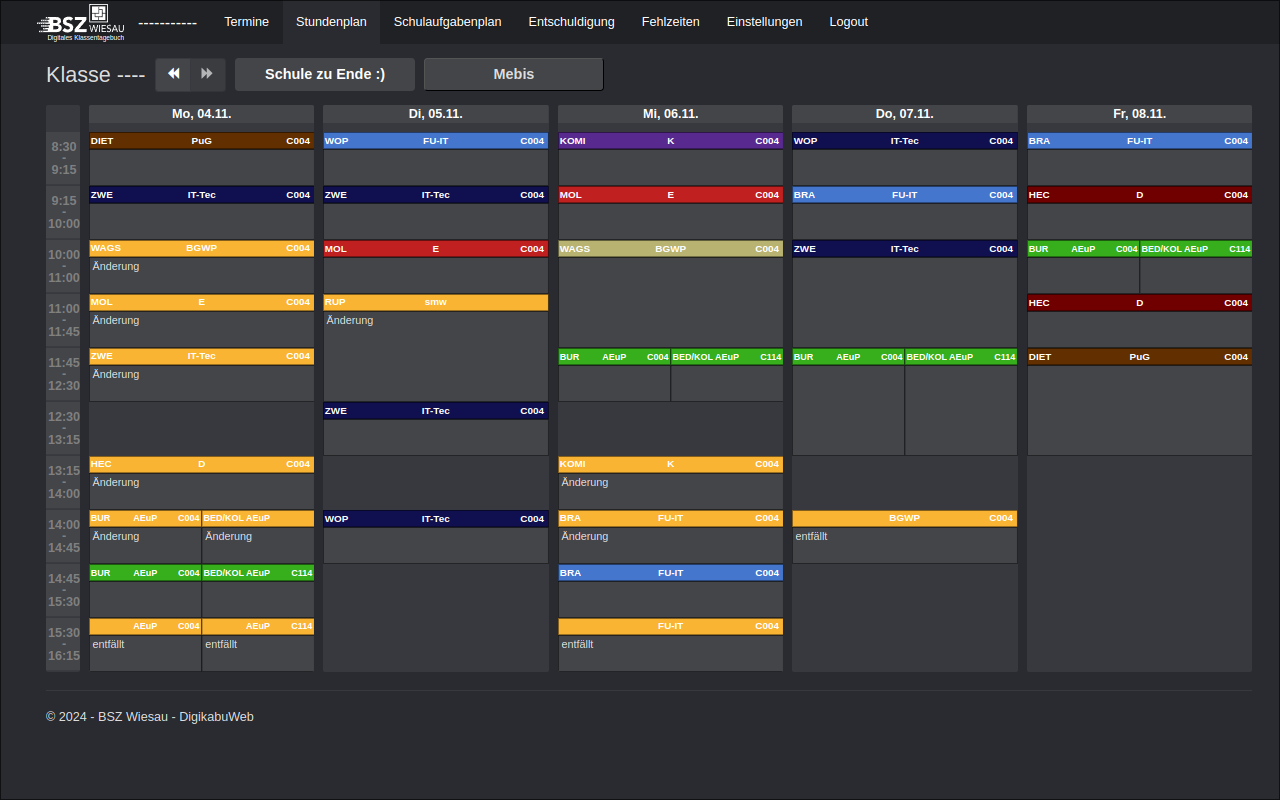 BSZ WIESAU
Digitales Klassentagebuch
----------- Termine Stundenplan Schulaufgabenplan Entschuldigung Fehlzeiten Einstellungen Logout
Klasse ---- Schule zu Ende :) Mebis
Mo, 04.11. Di, 05.11. Mi, 06.11. Do, 07.11. Fr, 08.11.
8:30
-
9:15
DIET PuG C004 WOP FU-IT C004 KOMI K C004 WOP IT-Tec C004 BRA FU-IT C004
9:15
-
10:00
ZWE IT-Tec C004 ZWE IT-Tec C004 MOL E C004 BRA FU-IT C004 HEC D C004
10:00
-
11:00
WAGS BGWP C004 MOL E C004 WAGS BGWP C004 ZWE IT-Tec C004 BUR AEuP C004 BED/KOL AEuP C114
Änderung
11:00
-
11:45
MOL E C004 RUP smw HEC D C004
Änderung Änderung
11:45
-
12:30
ZWE IT-Tec C004 BUR AEuP C004 BED/KOL AEuP C114 BUR AEuP C004 BED/KOL AEuP C114 DIET PuG C004
Änderung
12:30
-
13:15
ZWE IT-Tec C004
13:15
-
14:00
HEC D C004 KOMI K C004
Änderung Änderung
14:00
-
14:45
BUR AEuP C004 BED/KOL AEuP WOP IT-Tec C004 BRA FU-IT C004 BGWP C004
Änderung Änderung Änderung entfällt
14:45
-
15:30
BUR AEuP C004 BED/KOL AEuP C114 BRA FU-IT C004
15:30
-
16:15
AEuP C004 AEuP C114 FU-IT C004
entfällt entfällt entfällt
© 2024 - BSZ Wiesau - DigikabuWeb